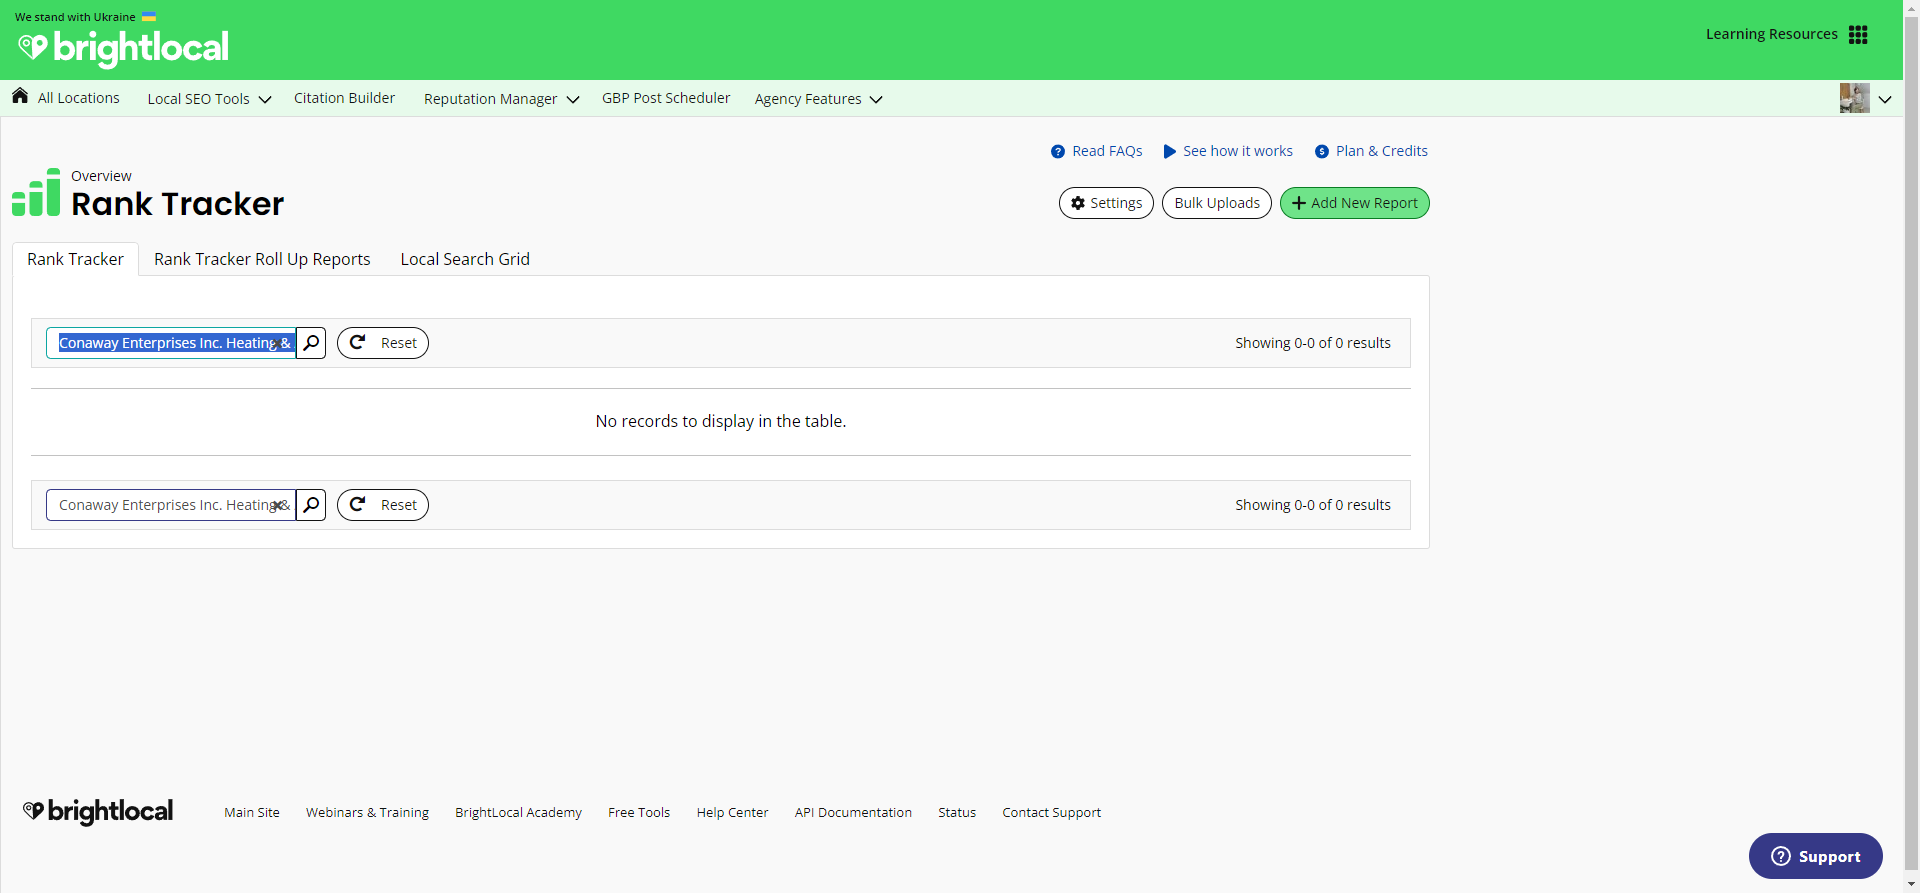 We stand with Ukraine
brightlocal
Learning Resources
All Locations
Local SEO Tools
Citation Builder
Reputation Manager
GBP Post Scheduler
Agency Features
Read FAQs
See how it works
Plan & Credits
Overview
Rank Tracker
Settings
Bulk Uploads
Add New Report
Rank Tracker
Rank Tracker Roll Up Reports
Local Search Grid
Conaway Enterprises Inc. Heating &
Reset
Showing 0-0 of 0 results
No records to display in the table.
Conaway Enterprises Inc. Heating &
Reset
Showing 0-0 of 0 results
brightlocal
Main Site
Webinars & Training
BrightLocal Academy
Free Tools
Help Center
API Documentation
Status
Contact Support
Support